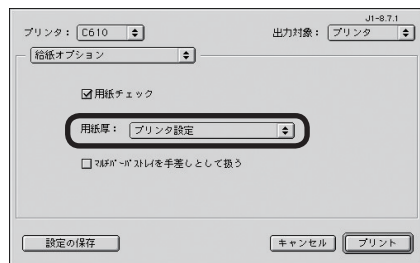 J1-8.7.1
プリンタ： C610 出力対象： プリンタ
給紙オプション
用紙チェック
用紙厚： プリンタ設定
ﾏﾙﾁﾊﾟｰﾊﾟｽﾄﾚｲを手差しとして扱う
設定の保存 キャンセル プリント